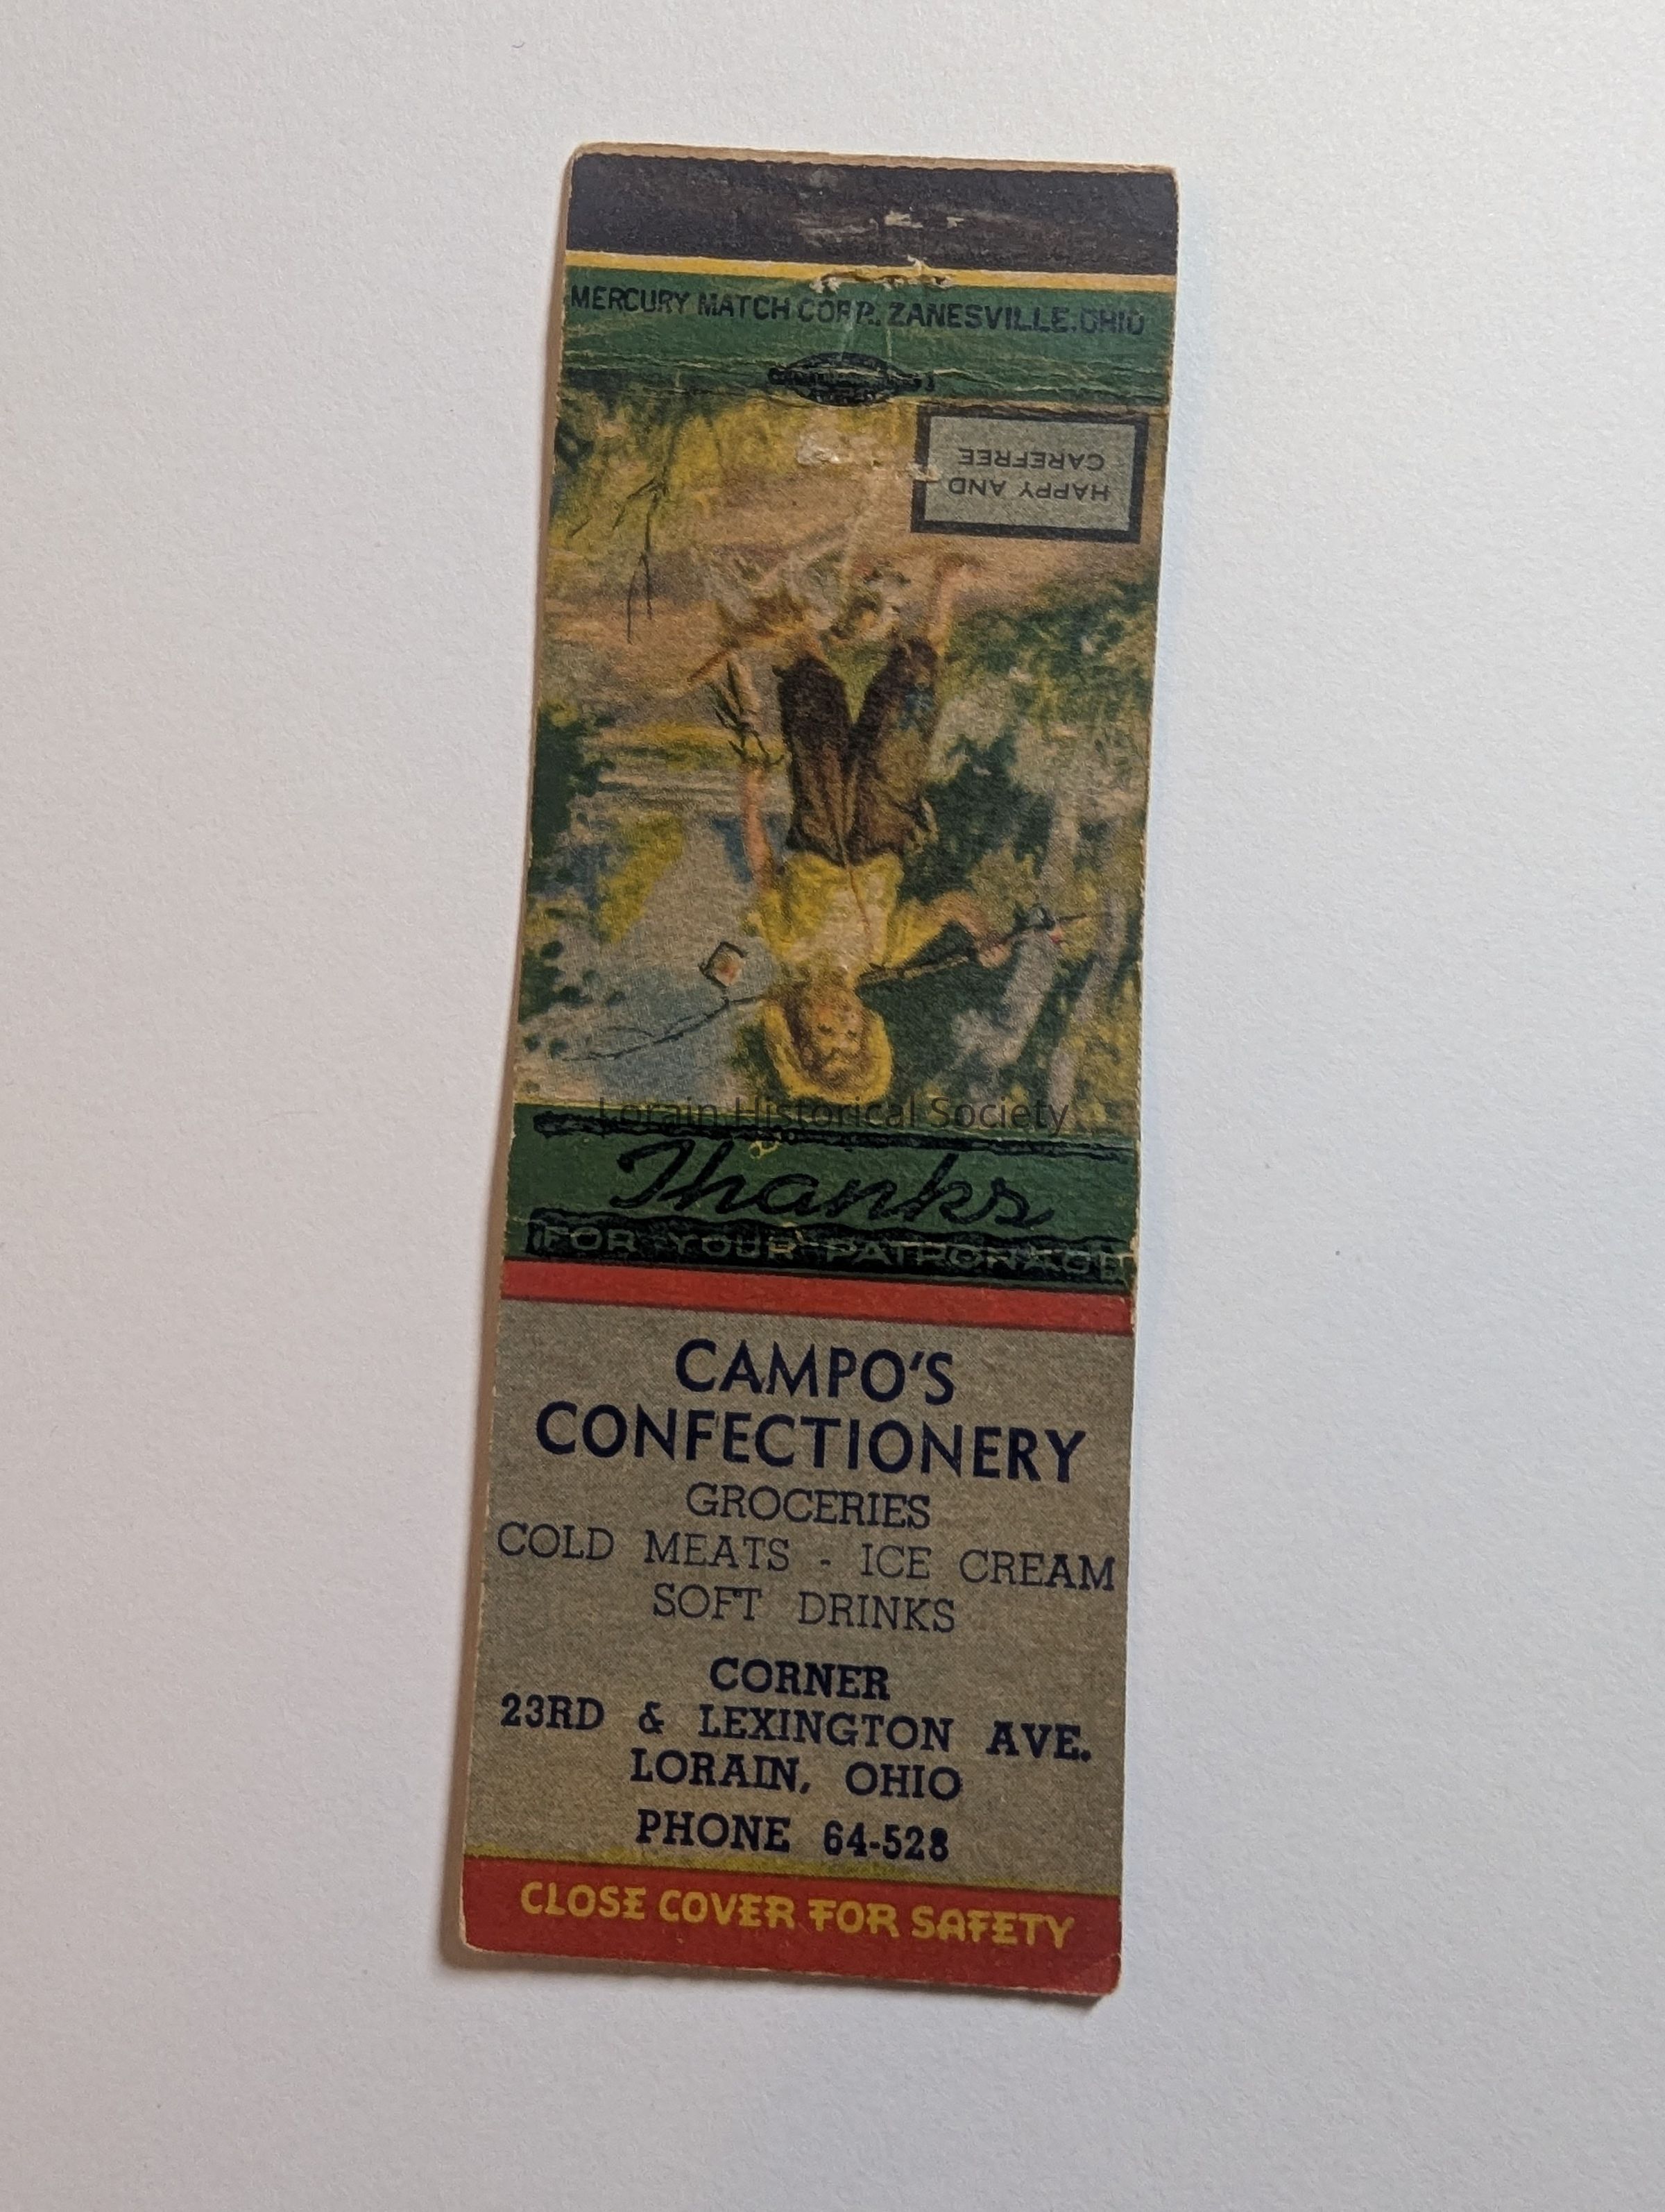 MERCURY MATCH CORP. ZANESVILLE, OHIO
HAPPY AND
CAREFREE
Lorain Historical Society
Thanks
FOR YOUR PATRONAGE
CAMPO'S
CONFECTIONERY
GROCERIES
COLD MEATS - ICE CREAM
SOFT DRINKS
CORNER
23RD & LEXINGTON AVE.
LORAIN, OHIO
PHONE 64-528
CLOSE COVER FOR SAFETY